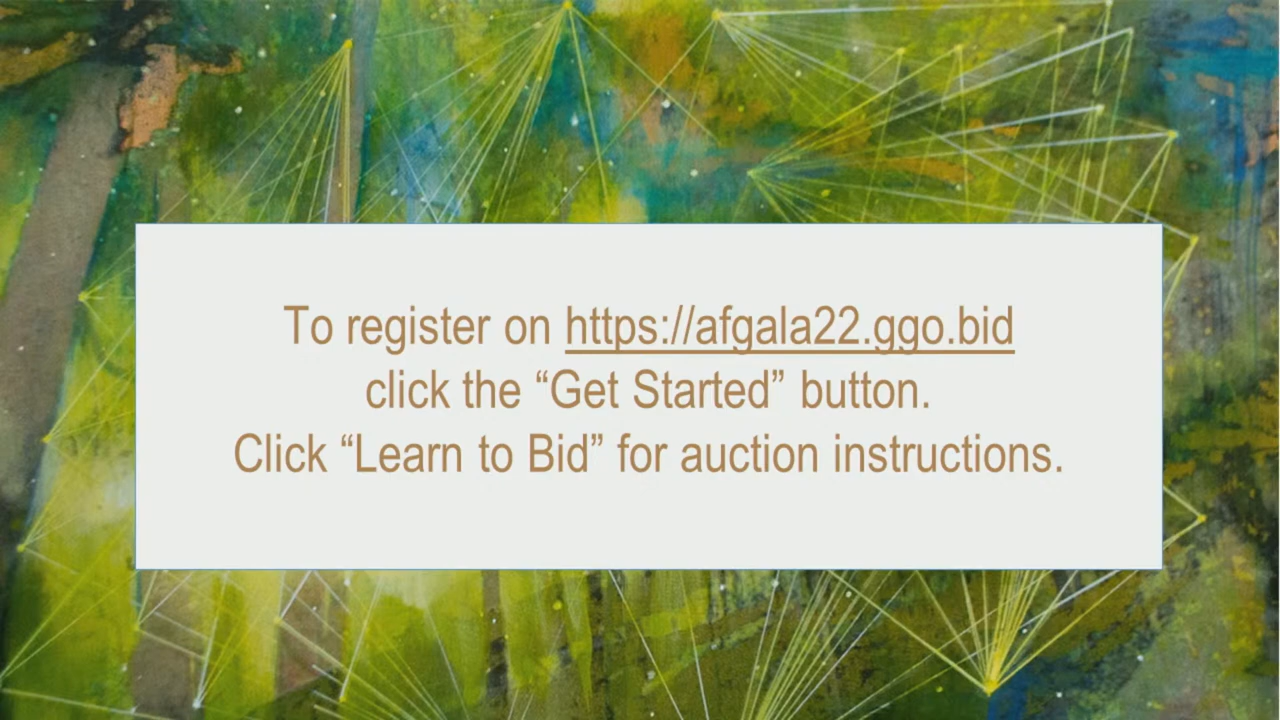 To register on https://afgala22.ggo.bid
click the “Get Started” button.
Click “Learn to Bid” for auction instructions.